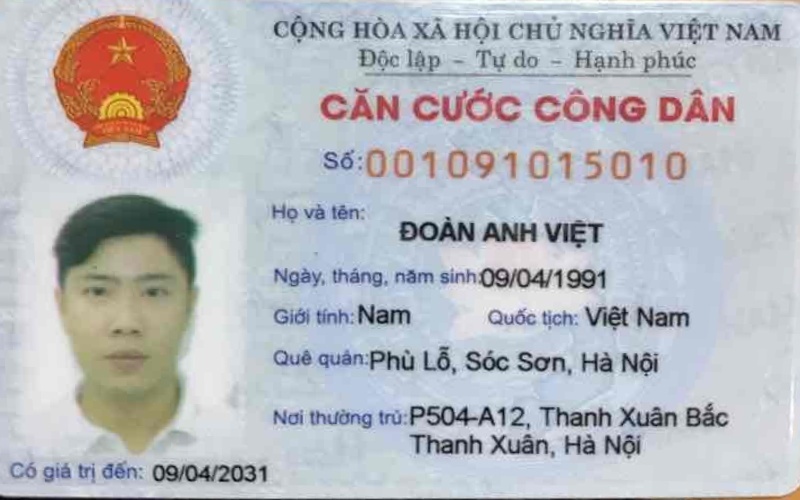 CỘNG HÒA XÃ HỘI CHỦ NGHĨA VIỆT NAM
Độc lập - Tự do - Hạnh phúc
CĂN CƯỚC CÔNG DÂN
Số: 001091015010
Họ và tên:
ĐOÀN ANH VIỆT
Ngày, tháng, năm sinh: 09/04/1991
Giới tính: Nam Quốc tịch: Việt Nam
Quê quán: Phù Lỗ, Sóc Sơn, Hà Nội
Nơi thường trú: P504-A12, Thanh Xuân Bắc
Thanh Xuân, Hà Nội
Có giá trị đến: 09/04/2031